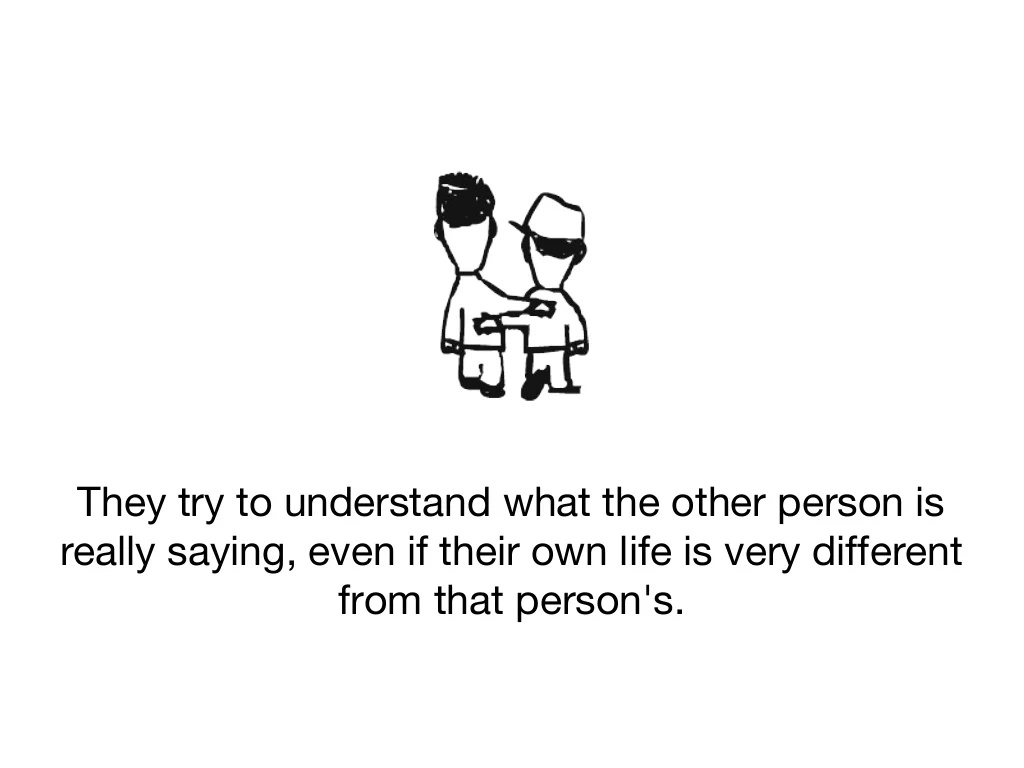 They try to understand what the other person is
really saying, even if their own life is very different
from that person's.